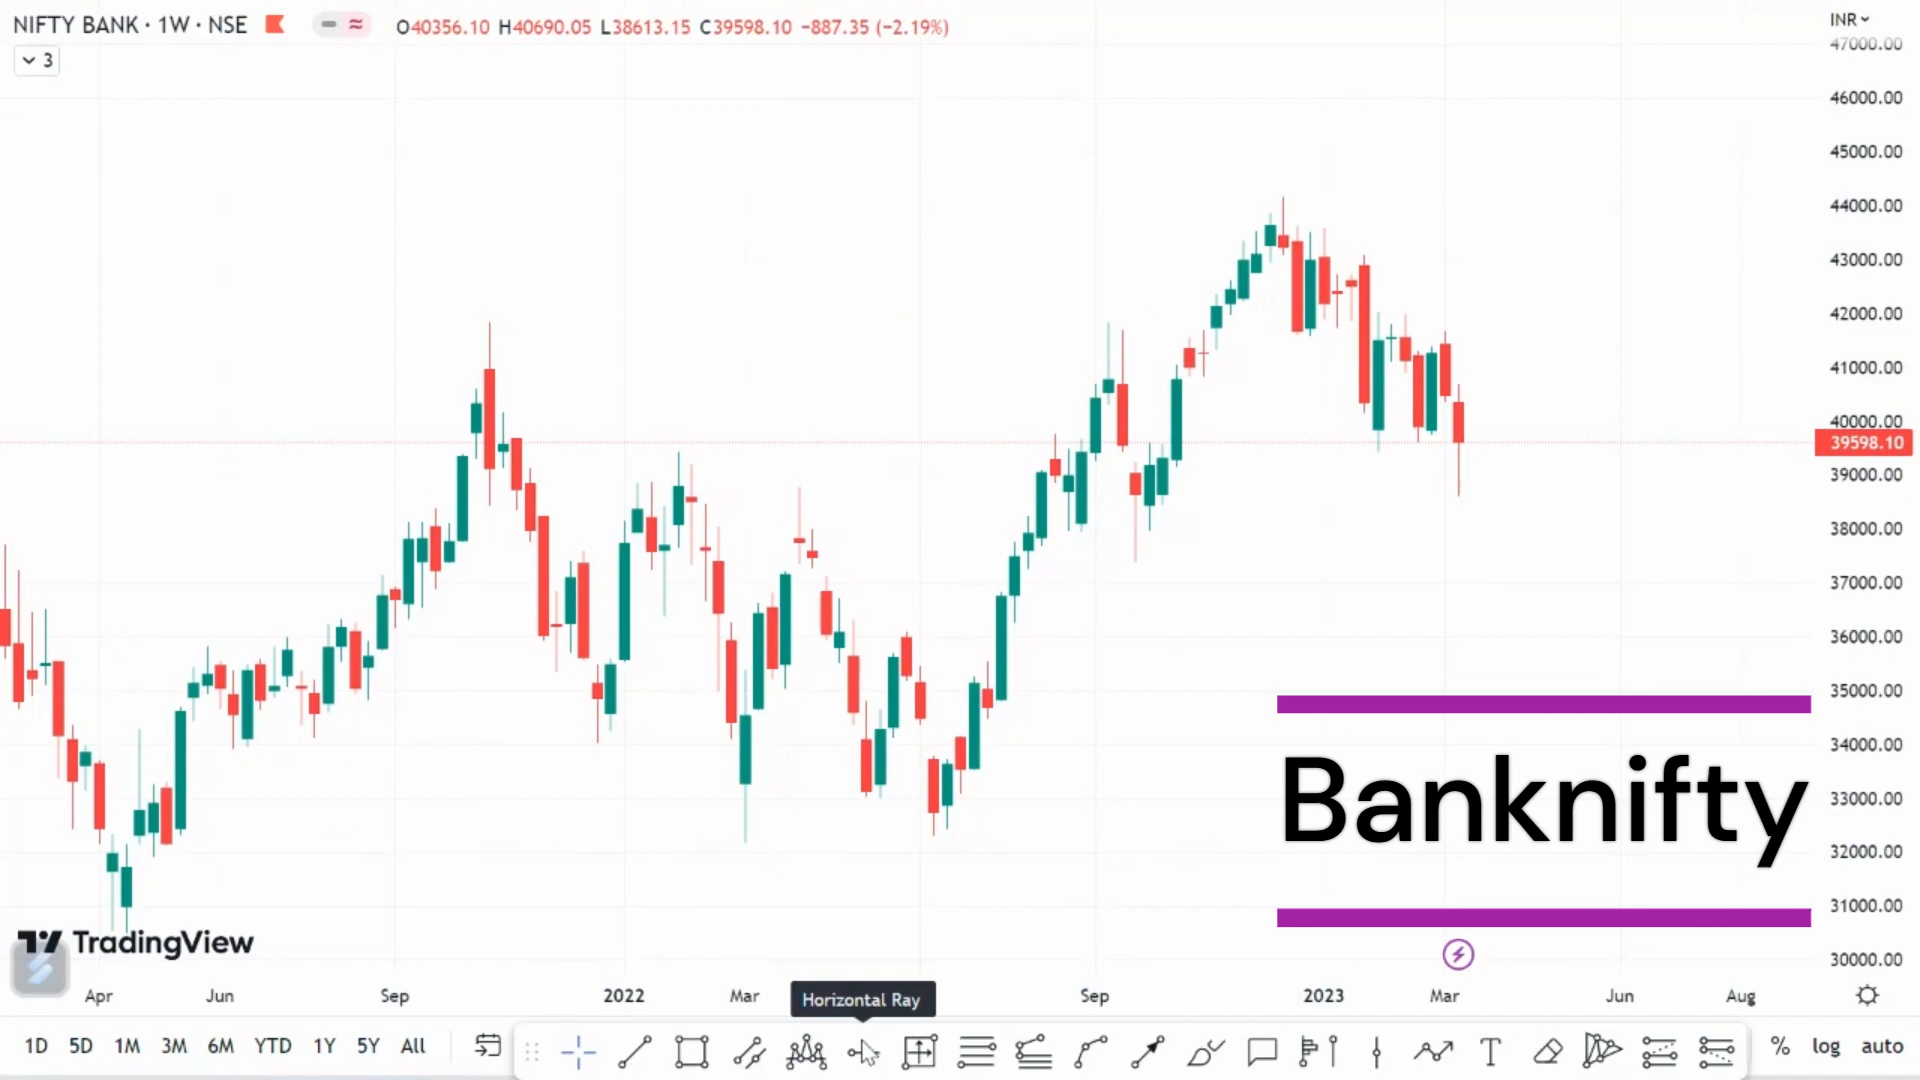 NIFTY BANK · 1W · NSE
O40356.10 H40690.05 L38613.15 C39598.10 −887.35 (−2.19%)
3
INR
47000.00
46000.00
45000.00
44000.00
43000.00
42000.00
41000.00
40000.00
39598.10
39000.00
38000.00
37000.00
36000.00
35000.00
34000.00
33000.00
32000.00
31000.00
30000.00
Banknifty
TradingView
Apr Jun Sep 2022 Mar Sep 2023 Mar Jun Aug
Horizontal Ray
1D 5D 1M 3M 6M YTD 1Y 5Y All
T
% log auto